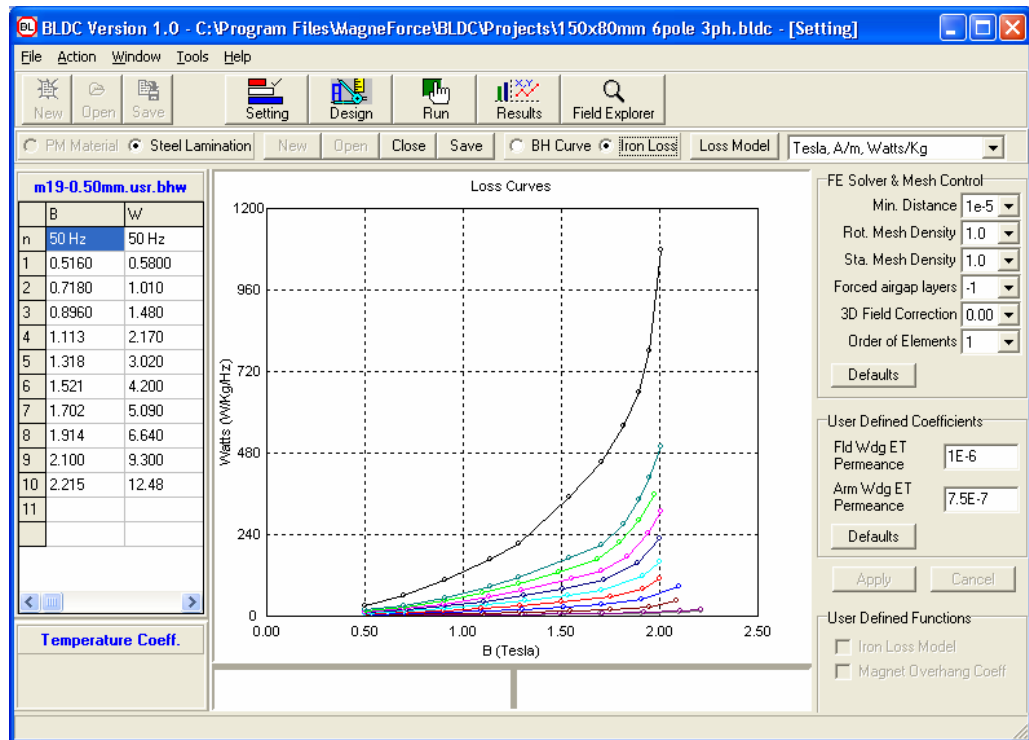 BLDC Version 1.0 - C:\Program Files\MagneForce\BLDC\Projects\150x80mm 6pole 3ph.bldc - [Setting]
File Action Window Tools Help
New Open Save Setting Design Run Results Field Explorer
PM Material Steel Lamination New Open Close Save BH Curve Iron Loss Loss Model Tesla, A/m, Watts/Kg
m19-0.50mm.usr.bhw
B W
n 50 Hz 50 Hz
1 0.5160 0.5800
2 0.7180 1.010
3 0.8960 1.480
4 1.113 2.170
5 1.318 3.020
6 1.521 4.200
7 1.702 5.090
8 1.914 6.640
9 2.100 9.300
10 2.215 12.48
11
Temperature Coeff.
Loss Curves
Watts (W/Kg/Hz)
1200
960
720
480
240
0
0.00 0.50 1.00 1.50 2.00 2.50
B (Tesla)
FE Solver & Mesh Control
Min. Distance 1e-5
Rot. Mesh Density 1.0
Sta. Mesh Density 1.0
Forced airgap layers -1
3D Field Correction 0.00
Order of Elements 1
Defaults
User Defined Coefficients
Fld Wdg ET
Permeance 1E-6
Arm Wdg ET
Permeance 7.5E-7
Defaults
Apply Cancel
User Defined Functions
Iron Loss Model
Magnet Overhang Coeff